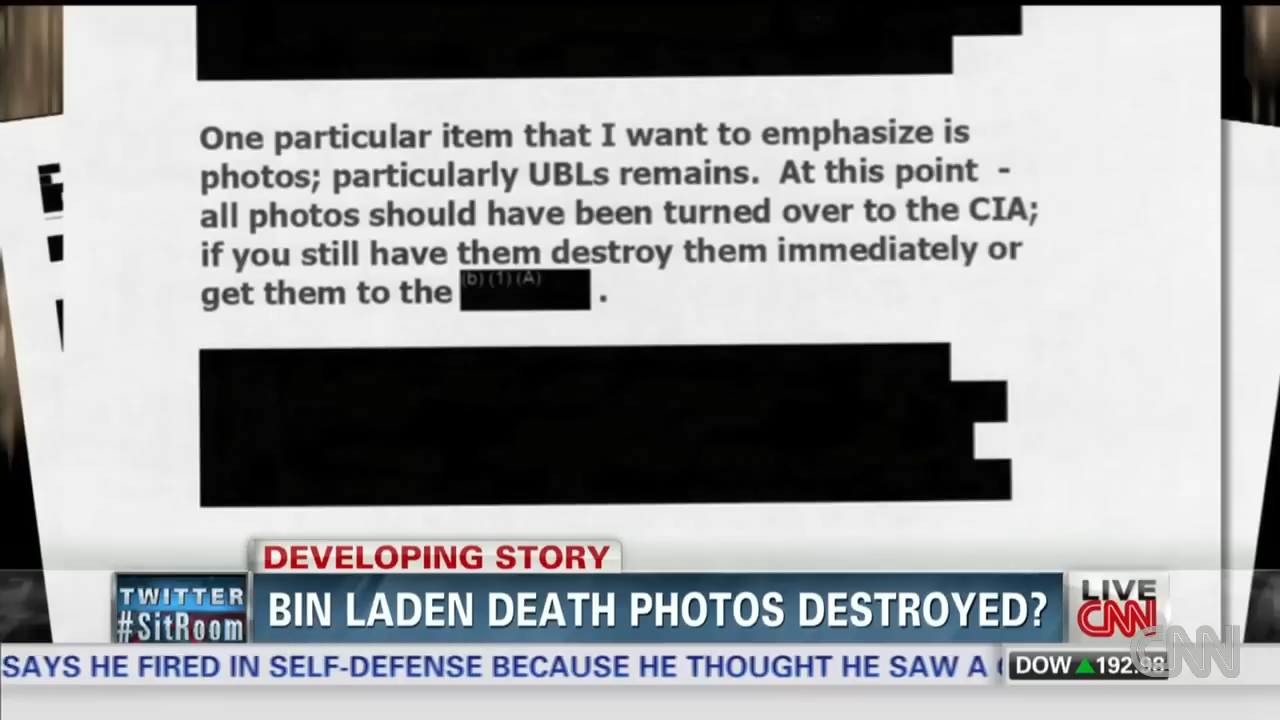 One particular item that I want to emphasize is
photos; particularly UBLs remains.  At this point  -
all photos should have been turned over to the CIA;
if you still have them destroy them immediately or
get them to the (b) (1) (A) .
DEVELOPING STORY
TWITTER
#SitRoom
BIN LADEN DEATH PHOTOS DESTROYED?
LIVE
CNN
CNN
SAYS HE FIRED IN SELF-DEFENSE BECAUSE HE THOUGHT HE SAW A
DOW ▲192.98